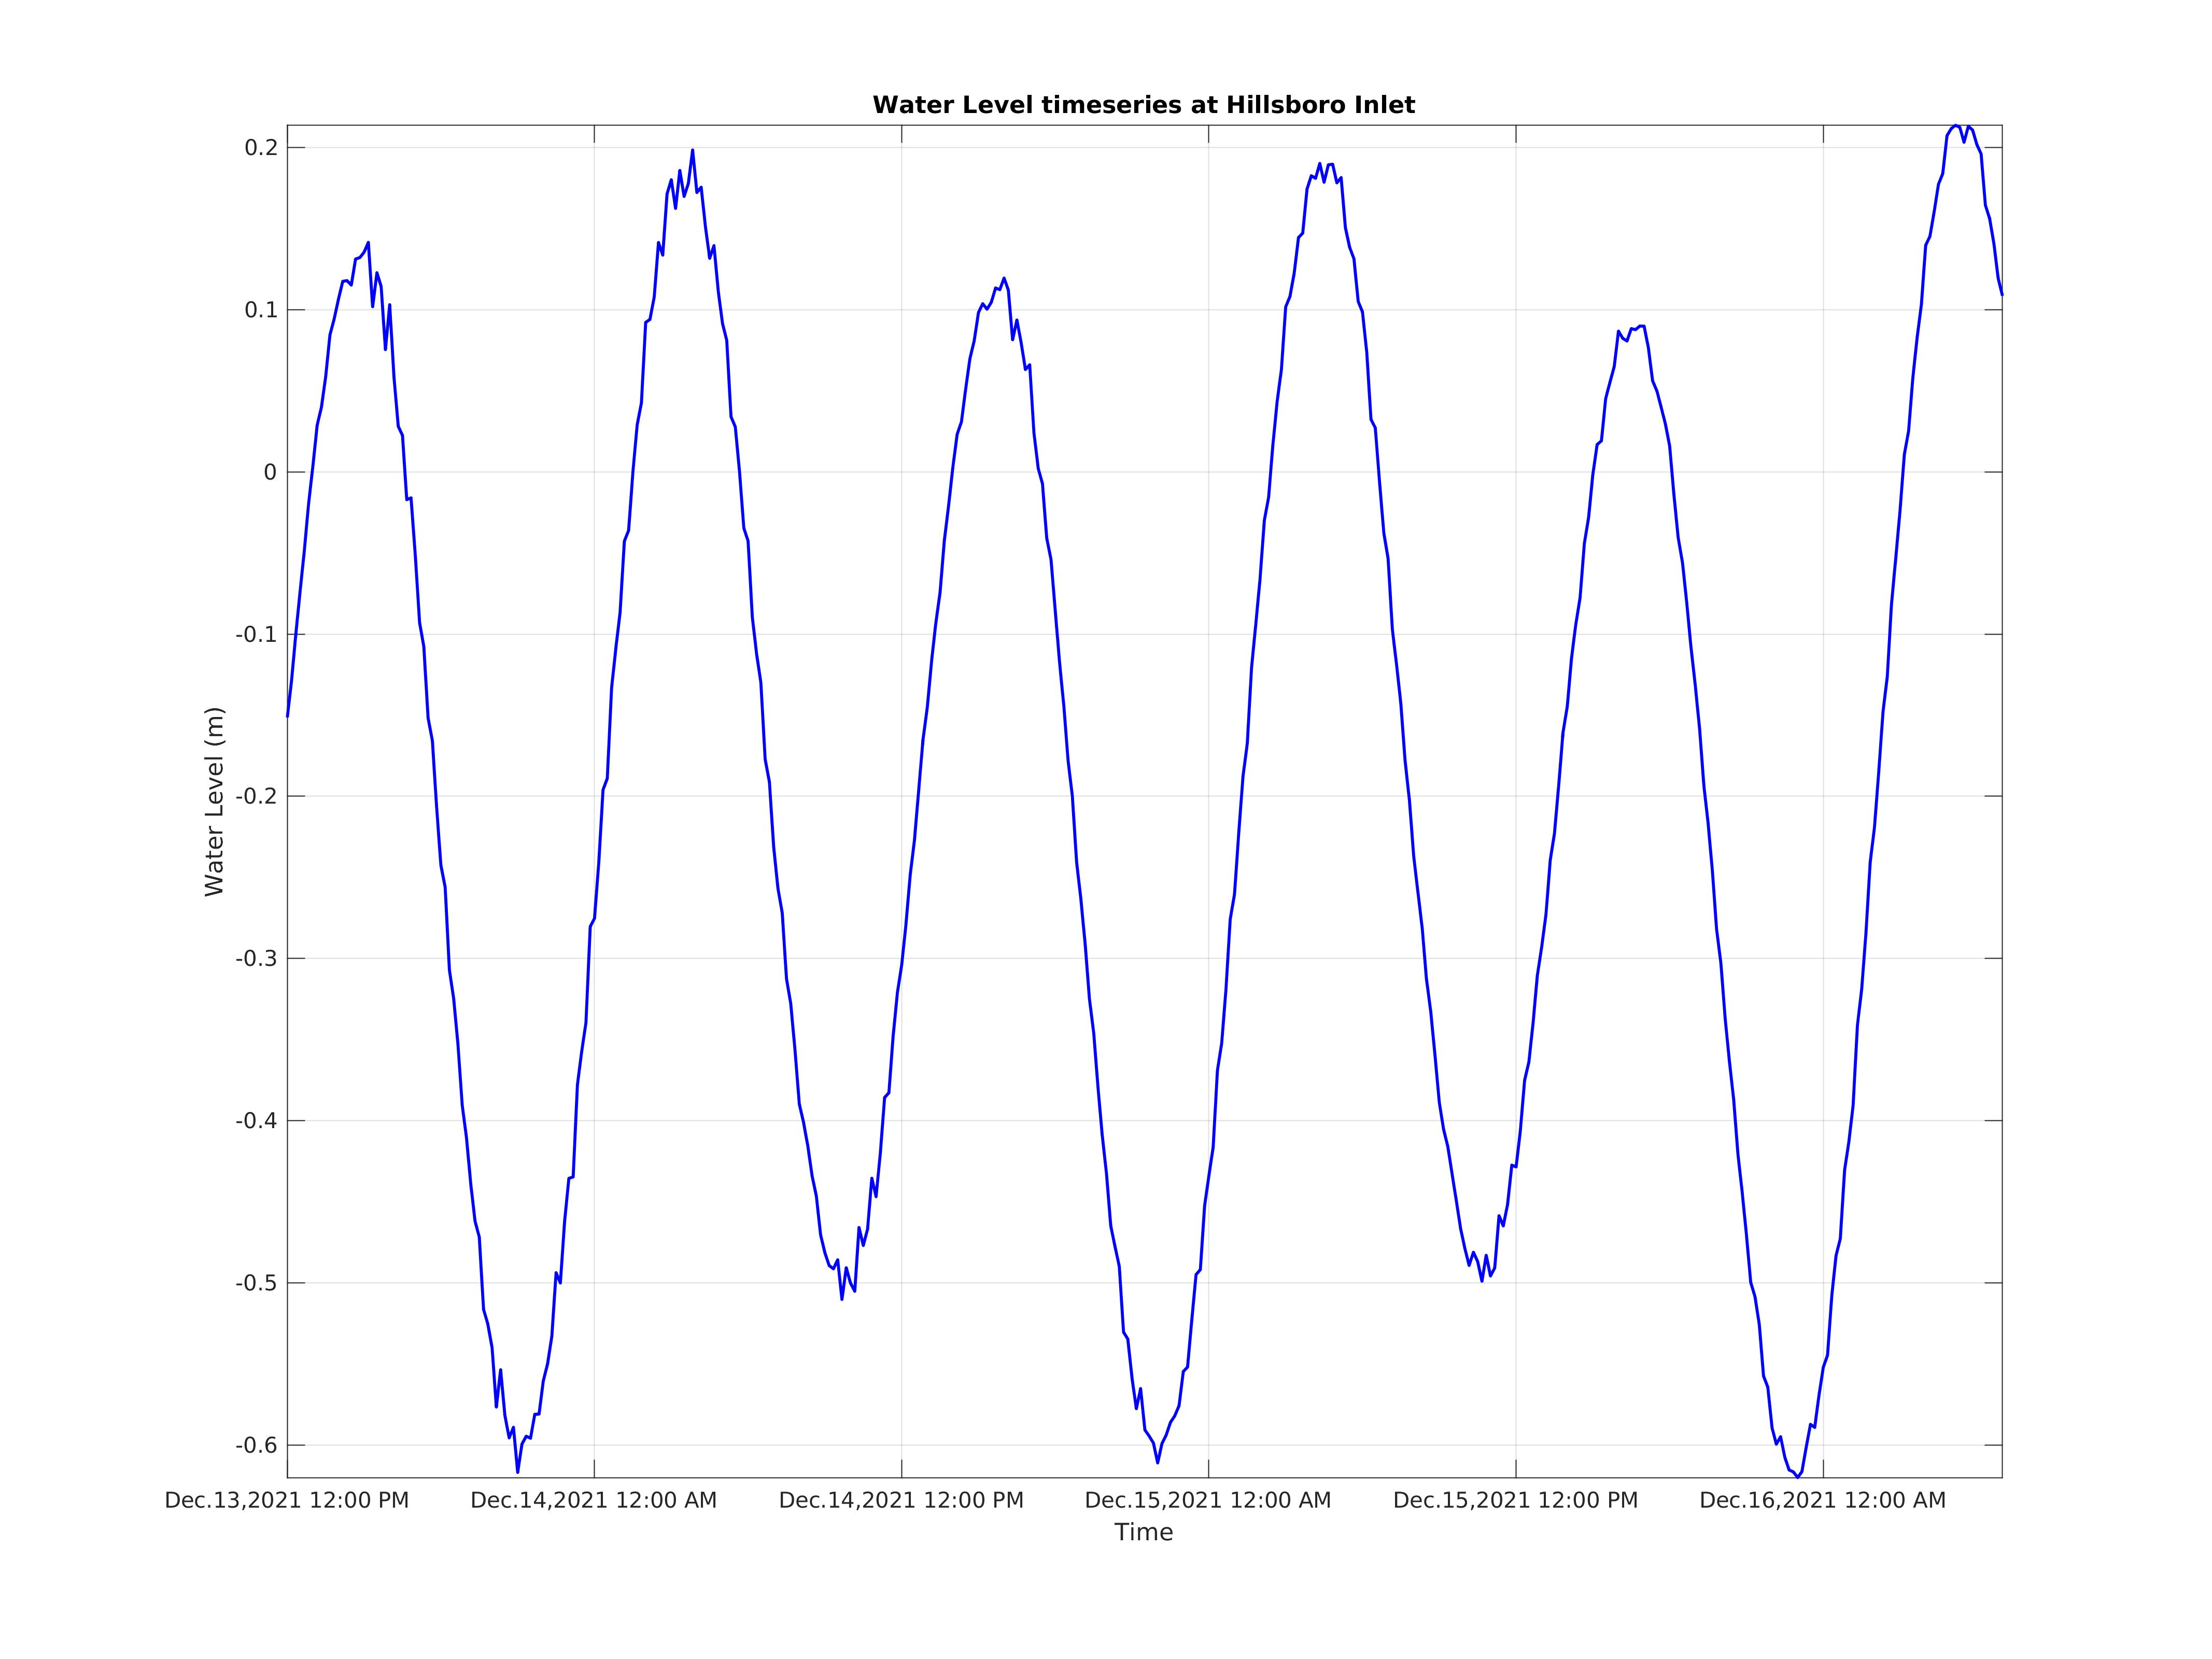 Water Level timeseries at Hillsboro Inlet
0.2
0.1
0
-0.1
-0.2
-0.3
-0.4
-0.5
-0.6
Water Level (m)
Dec.13,2021 12:00 PM Dec.14,2021 12:00 AM Dec.14,2021 12:00 PM Dec.15,2021 12:00 AM Dec.15,2021 12:00 PM Dec.16,2021 12:00 AM
Time